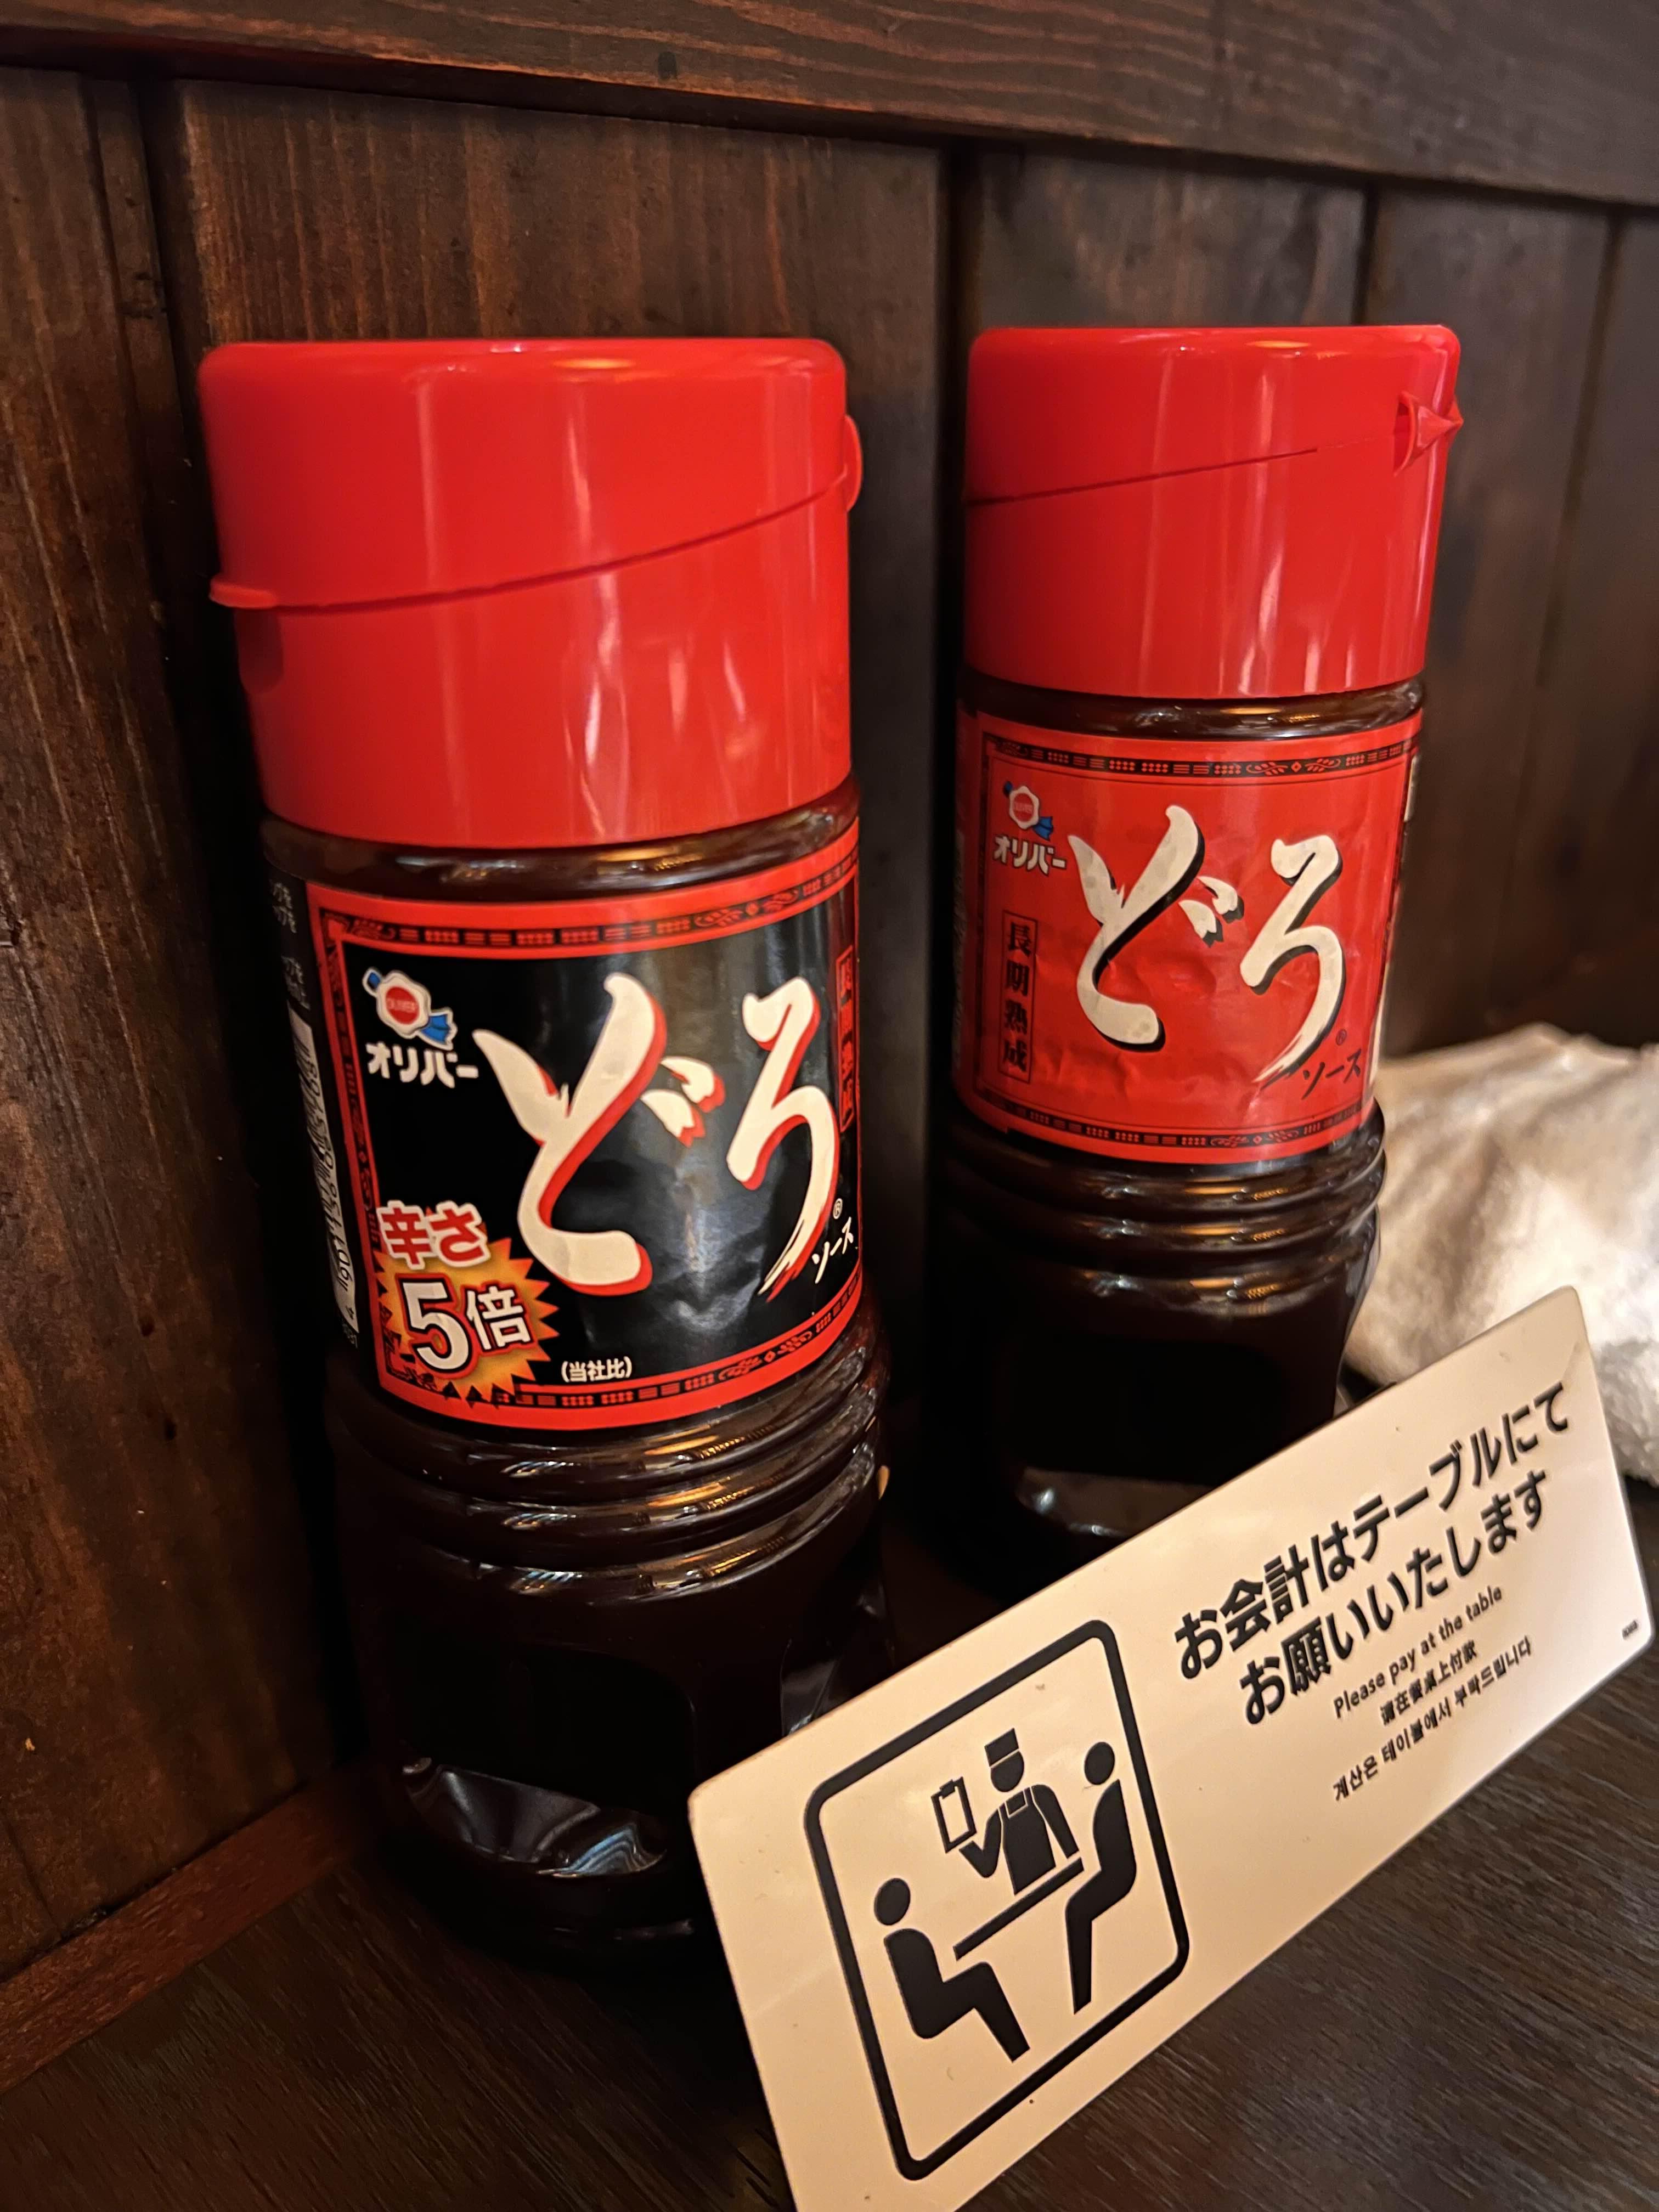 OLIVER
オリバー
どろ®
ソース
辛さ
5倍
(当社比)
OLIVER
オリバー
どろ®
ソース
長期熟成
お会計はテーブルにて
お願いいたします
Please pay at the table
请在餐桌上付款
계산은 테이블에서 부탁드립니다